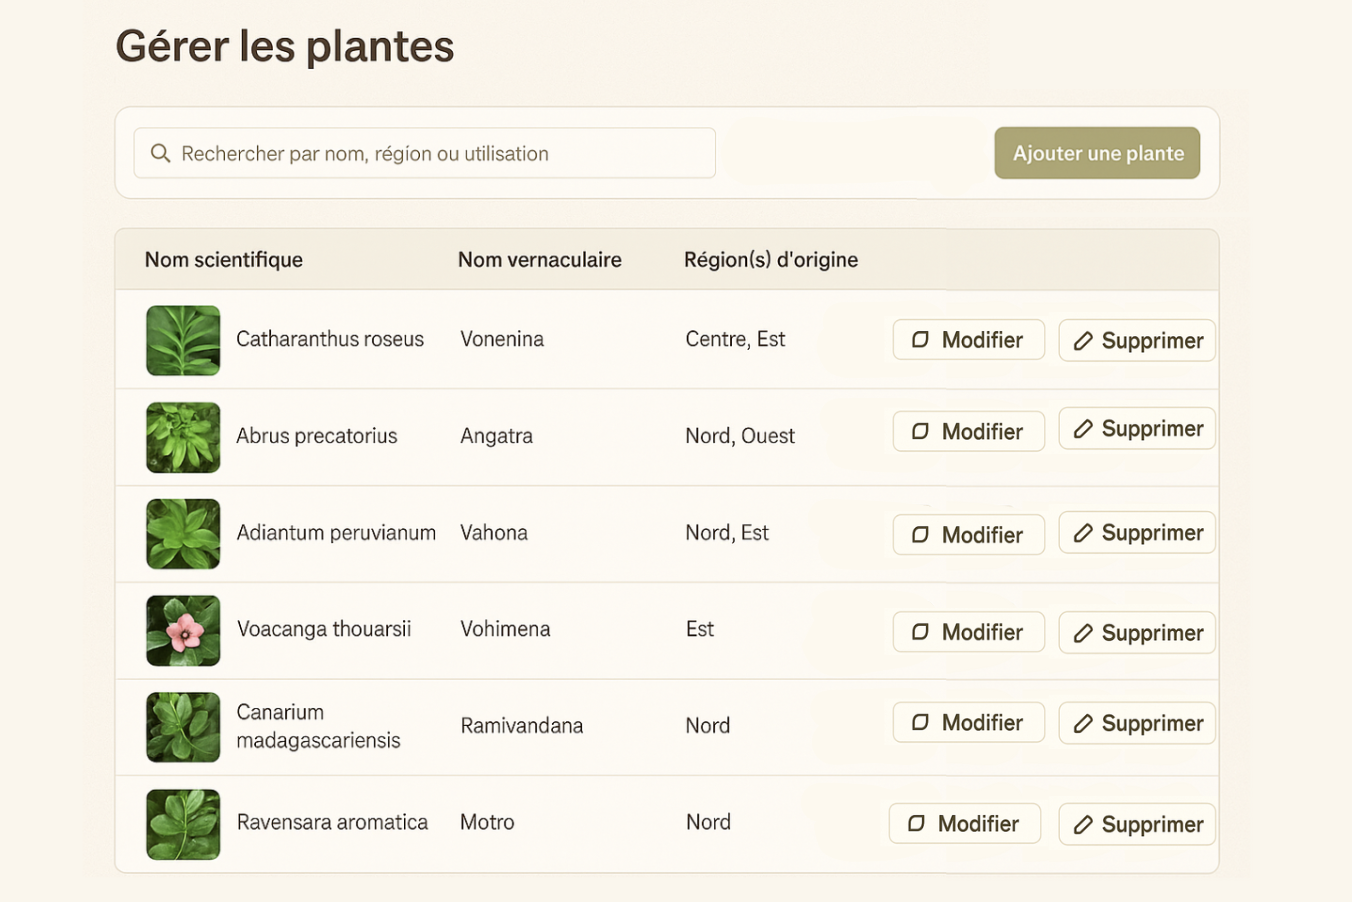 Gérer les plantes
Rechercher par nom, région ou utilisation
Ajouter une plante
Nom scientifique Nom vernaculaire Région(s) d'origine
Catharanthus roseus Vonenina Centre, Est Modifier Supprimer
Abrus precatorius Angatra Nord, Ouest Modifier Supprimer
Adiantum peruvianum Vahona Nord, Est Modifier Supprimer
Voacanga thouarsii Vohimena Est Modifier Supprimer
Canarium
madagascariensis Ramivandana Nord Modifier Supprimer
Ravensara aromatica Motro Nord Modifier Supprimer